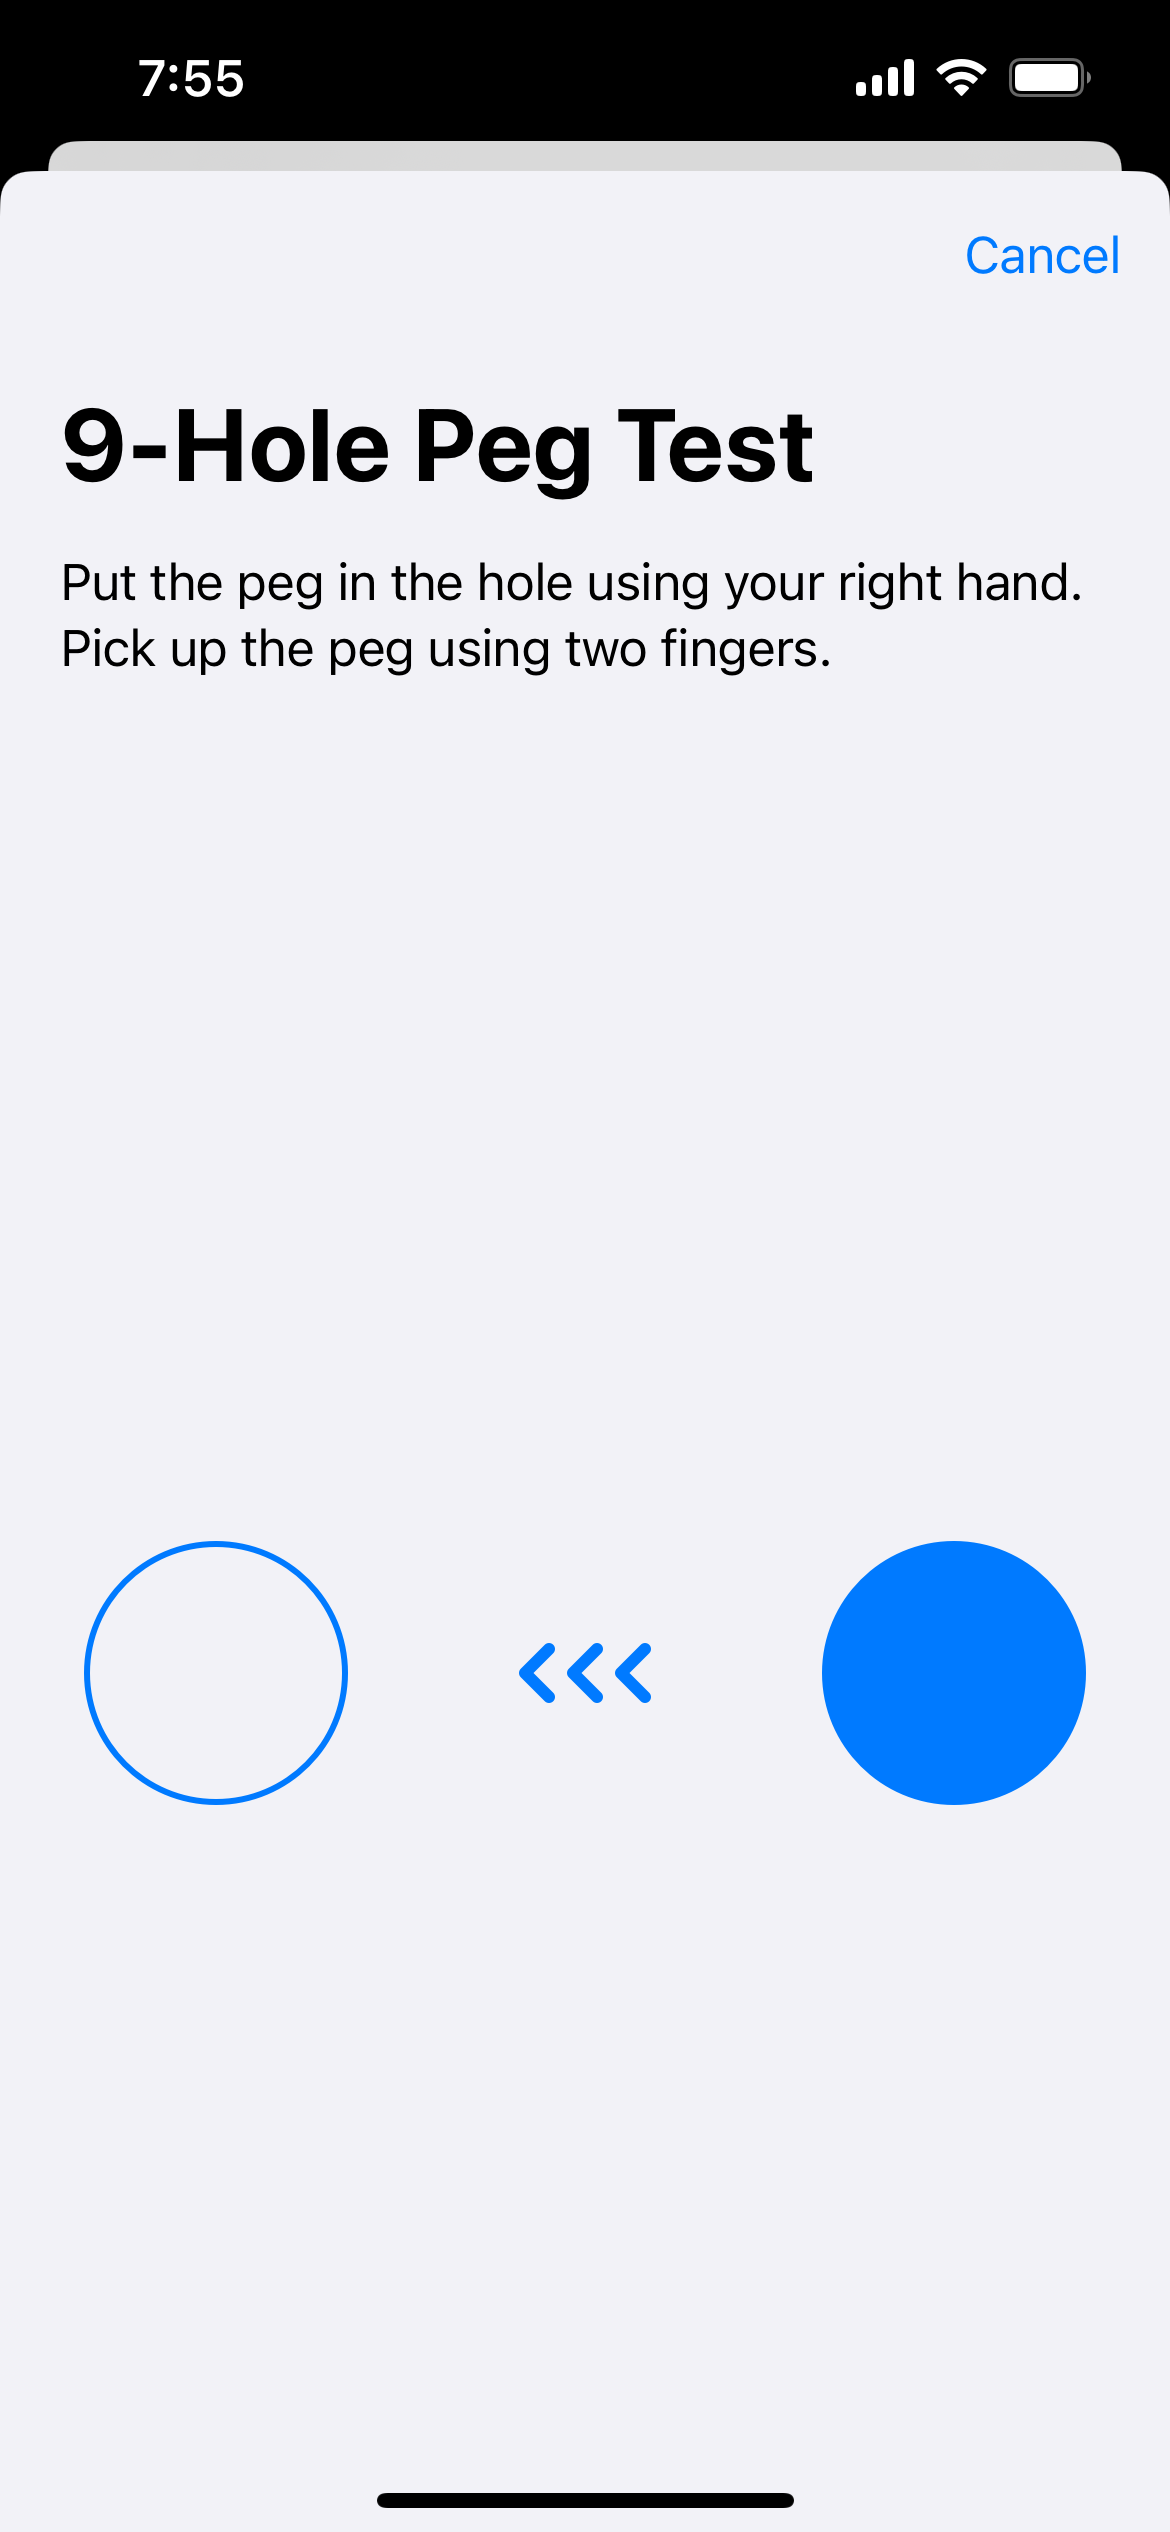 7:55
Cancel
9-Hole Peg Test
Put the peg in the hole using your right hand.
Pick up the peg using two fingers.